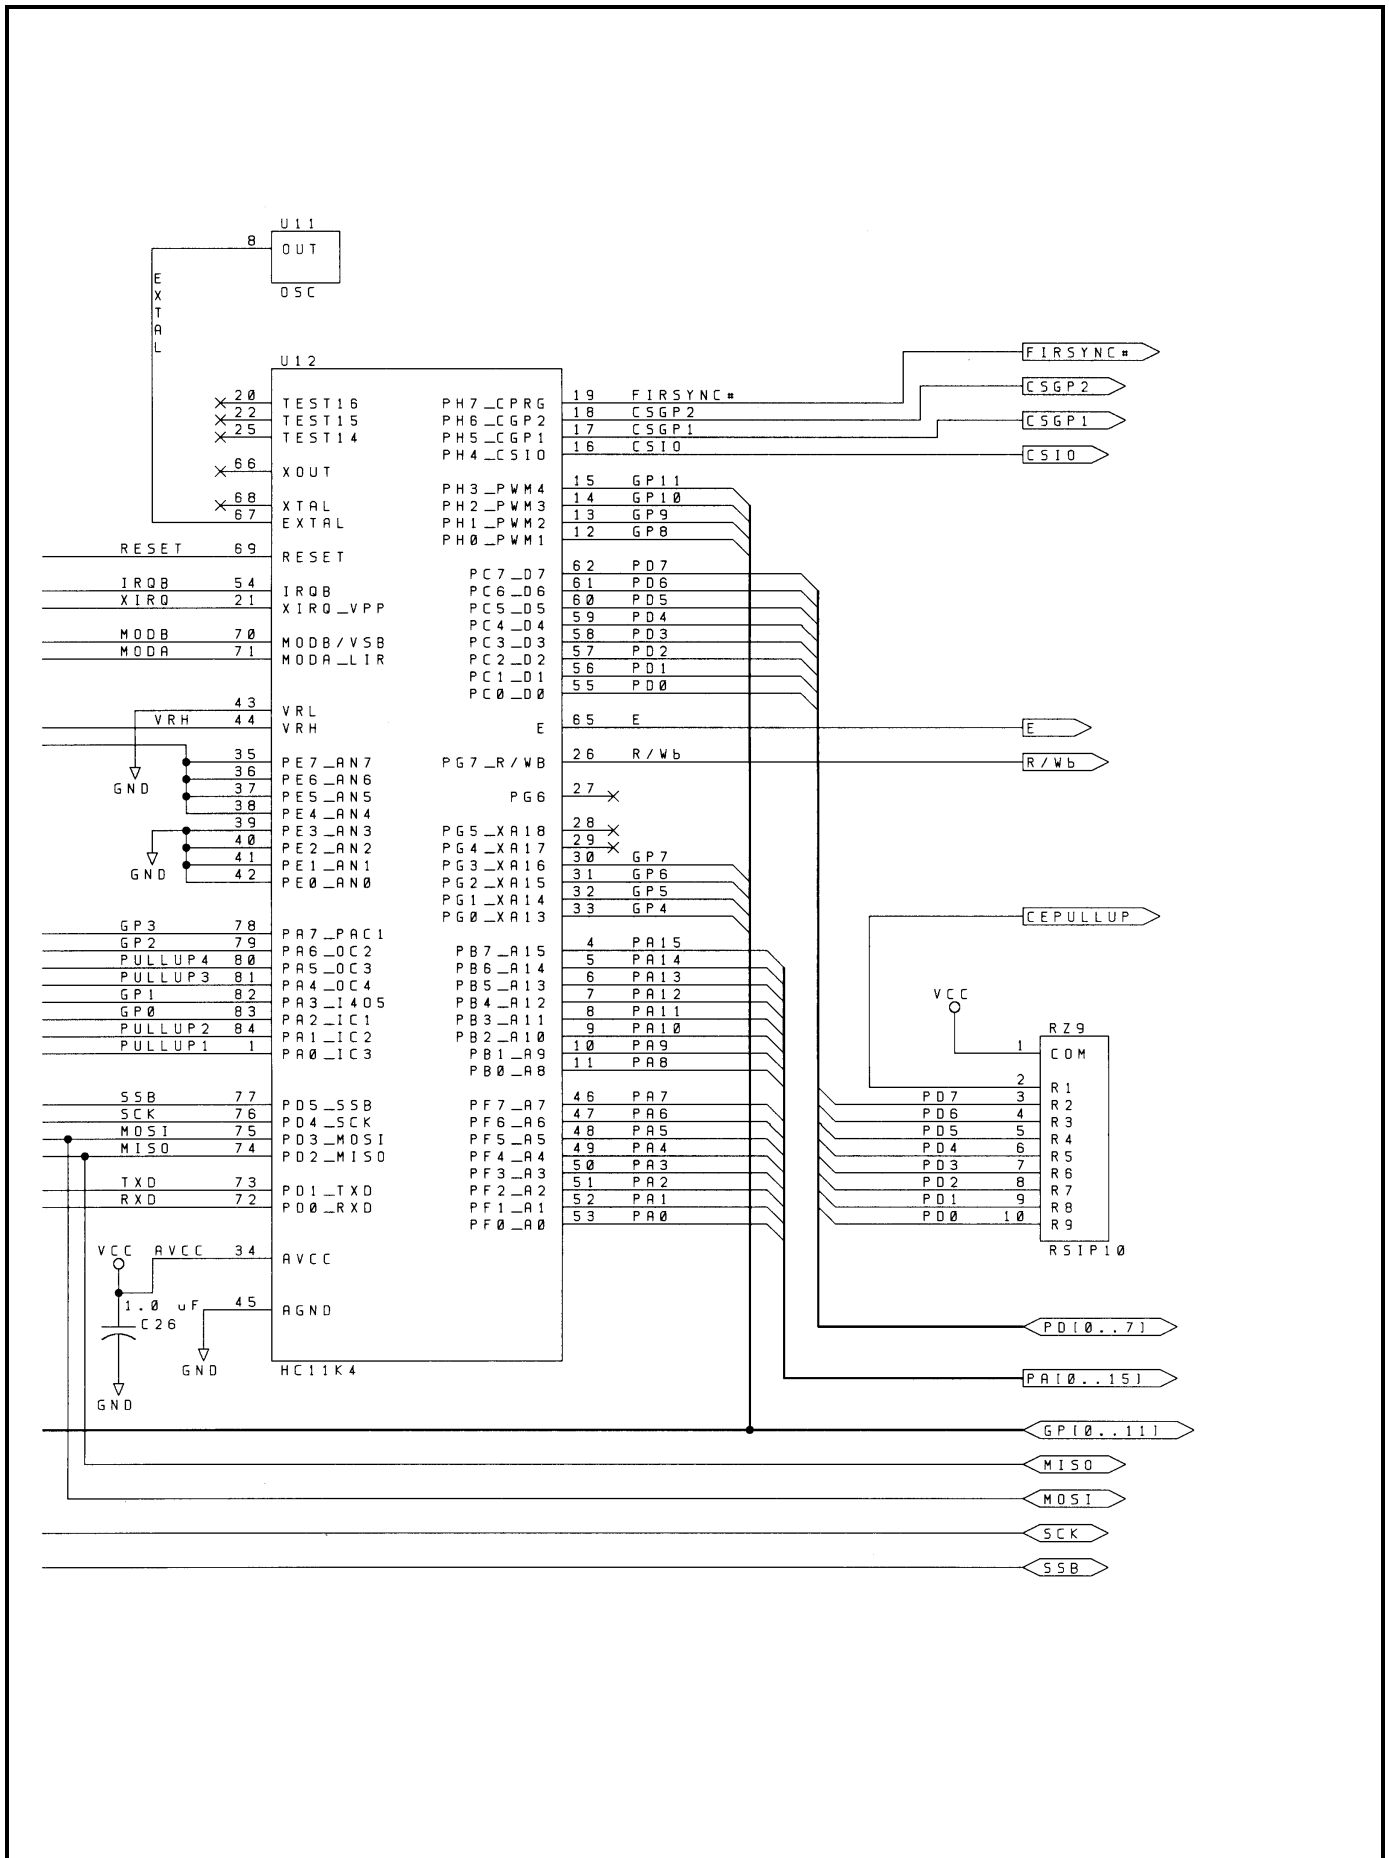 U11
8 OUT
OSC
EXTAL
U12
FIRSYNC#
CSGP2
CSGP1
CSIO
20 TEST16
22 TEST15
25 TEST14
66 XOUT
68 XTAL
67 EXTAL
RESET 69 RESET
IRQB 54 IRQB
XIRQ 21 XIRQ_VPP
MODB 70 MODB/VSB
MODA 71 MODA_LIR
43 VRL
VRH 44 VRH
GND
35 PE7_AN7
36 PE6_AN6
37 PE5_AN5
38 PE4_AN4
39 PE3_AN3
40 PE2_AN2
41 PE1_AN1
42 PE0_AN0
GND
GP3 78 PA7_PAC1
GP2 79 PA6_OC2
PULLUP4 80 PA5_OC3
PULLUP3 81 PA4_OC4
GP1 82 PA3_I4O5
GP0 83 PA2_IC1
PULLUP2 84 PA1_IC2
PULLUP1 1 PA0_IC3
SSB 77 PD5_SSB
SCK 76 PD4_SCK
MOSI 75 PD3_MOSI
MISO 74 PD2_MISO
TXD 73 PD1_TXD
RXD 72 PD0_RXD
VCC AVCC 34 AVCC
1.0 uF
C26
45 AGND
GND
GND
HC11K4
PH7_CPRG 19 FIRSYNC#
PH6_CGP2 18 CSGP2
PH5_CGP1 17 CSGP1
PH4_CSIO 16 CSIO
PH3_PWM4 15 GP11
PH2_PWM3 14 GP10
PH1_PWM2 13 GP9
PH0_PWM1 12 GP8
PC7_D7 62 PD7
PC6_D6 61 PD6
PC5_D5 60 PD5
PC4_D4 59 PD4
PC3_D3 58 PD3
PC2_D2 57 PD2
PC1_D1 56 PD1
PC0_D0 55 PD0
E 65 E
E
PG7_R/WB 26 R/Wb
R/Wb
PG6 27
PG5_XA18 28
PG4_XA17 29
PG3_XA16 30 GP7
PG2_XA15 31 GP6
PG1_XA14 32 GP5
PG0_XA13 33 GP4
PB7_A15 4 PA15
PB6_A14 5 PA14
PB5_A13 6 PA13
PB4_A12 7 PA12
PB3_A11 8 PA11
PB2_A10 9 PA10
PB1_A9 10 PA9
PB0_A8 11 PA8
PF7_A7 46 PA7
PF6_A6 47 PA6
PF5_A5 48 PA5
PF4_A4 49 PA4
PF3_A3 50 PA3
PF2_A2 51 PA2
PF1_A1 52 PA1
PF0_A0 53 PA0
CEPULLUP
VCC
RZ9
1 COM
2 R1
PD7 3 R2
PD6 4 R3
PD5 5 R4
PD4 6 R5
PD3 7 R6
PD2 8 R7
PD1 9 R8
PD0 10 R9
RSIP10
PD[0..7]
PA[0..15]
GP[0..11]
MISO
MOSI
SCK
SSB